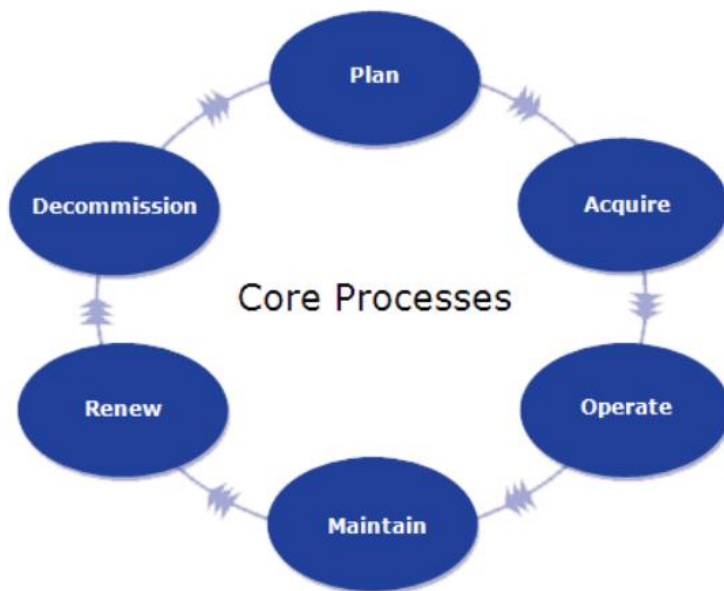 Plan
Acquire
Operate
Maintain
Renew
Decommission
Core Processes